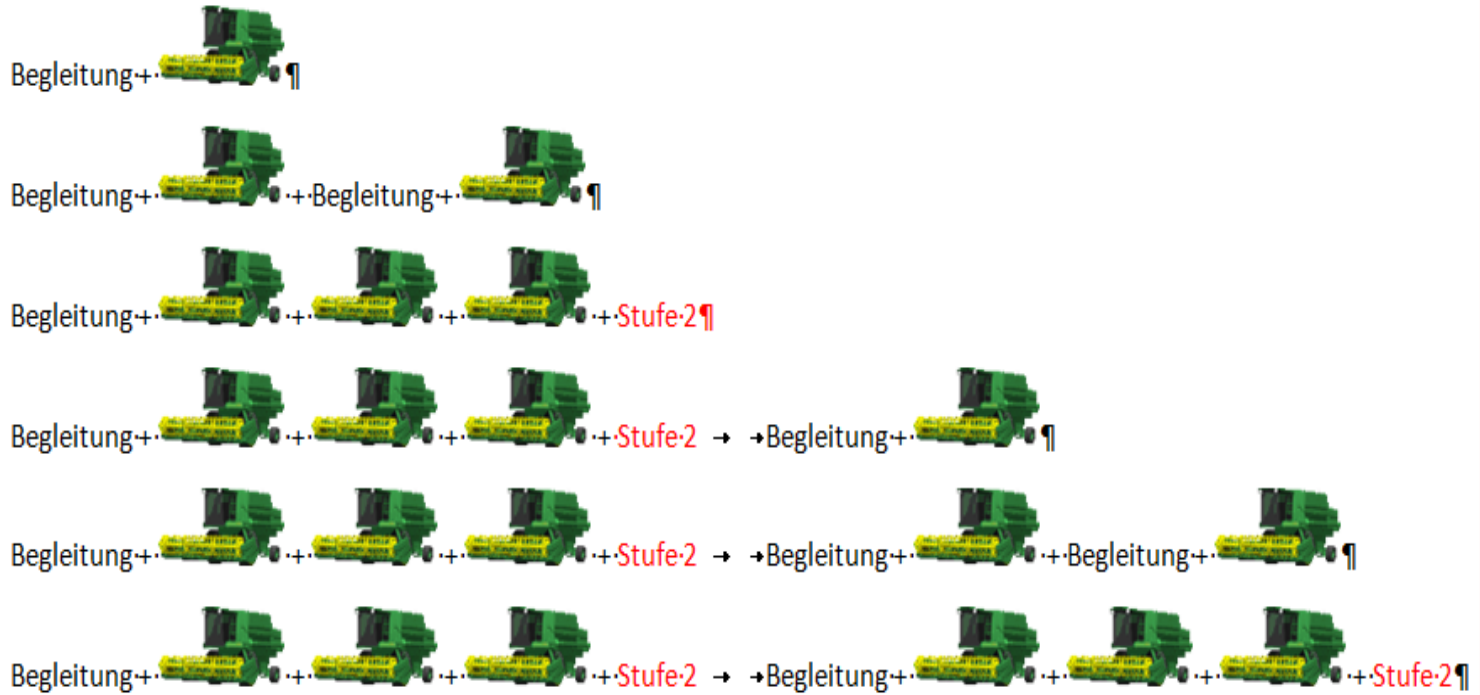 Begleitung·+·¶
Begleitung·+··+·Begleitung·+·¶
Begleitung·+··+··+··+·Stufe·2¶
Begleitung·+··+··+··+·Stufe·2 → →Begleitung·+·¶
Begleitung·+··+··+··+·Stufe·2 → →Begleitung·+··+·Begleitung·+·¶
Begleitung·+··+··+··+·Stufe·2 → →Begleitung·+··+··+··+·Stufe·2¶